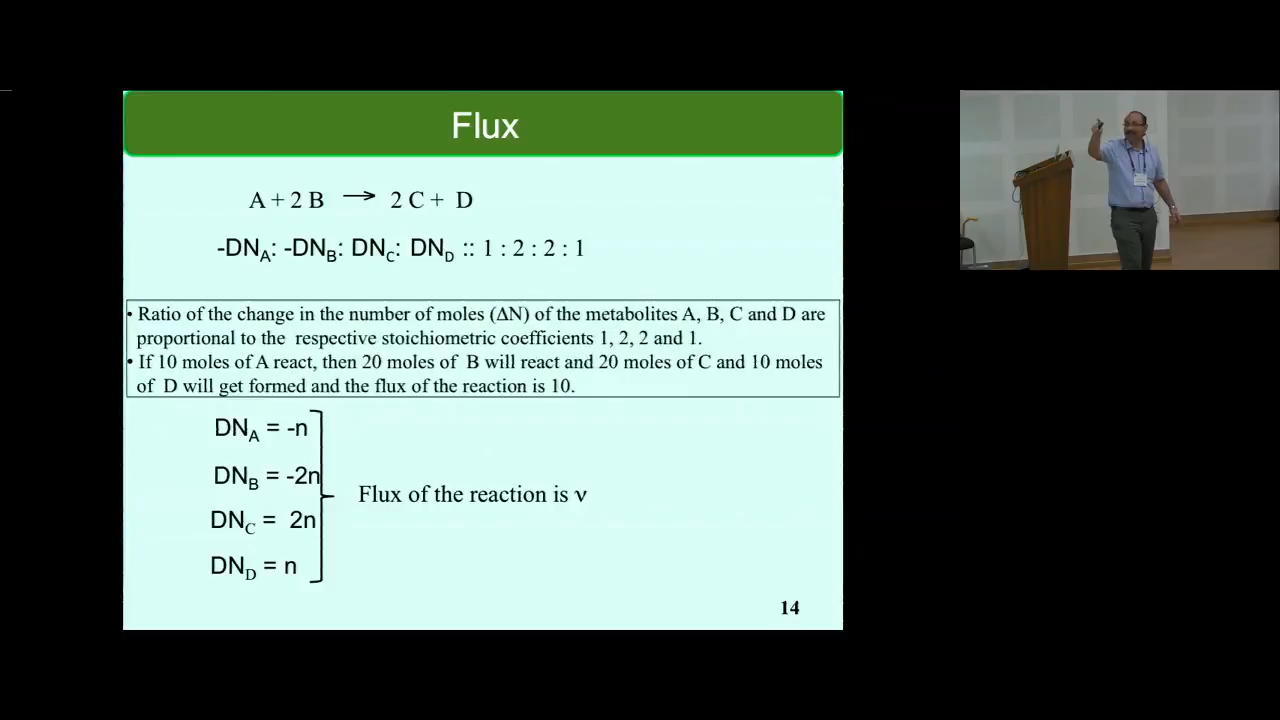 Flux
A + 2 B → 2 C + D
-DN_A: -DN_B: DN_C: DN_D :: 1 : 2 : 2 : 1
• Ratio of the change in the number of moles (ΔN) of the metabolites A, B, C and D are
proportional to the respective stoichiometric coefficients 1, 2, 2 and 1.
• If 10 moles of A react, then 20 moles of B will react and 20 moles of C and 10 moles
of D will get formed and the flux of the reaction is 10.
DN_A = -n
DN_B = -2n
Flux of the reaction is ν
DN_C = 2n
DN_D = n
14